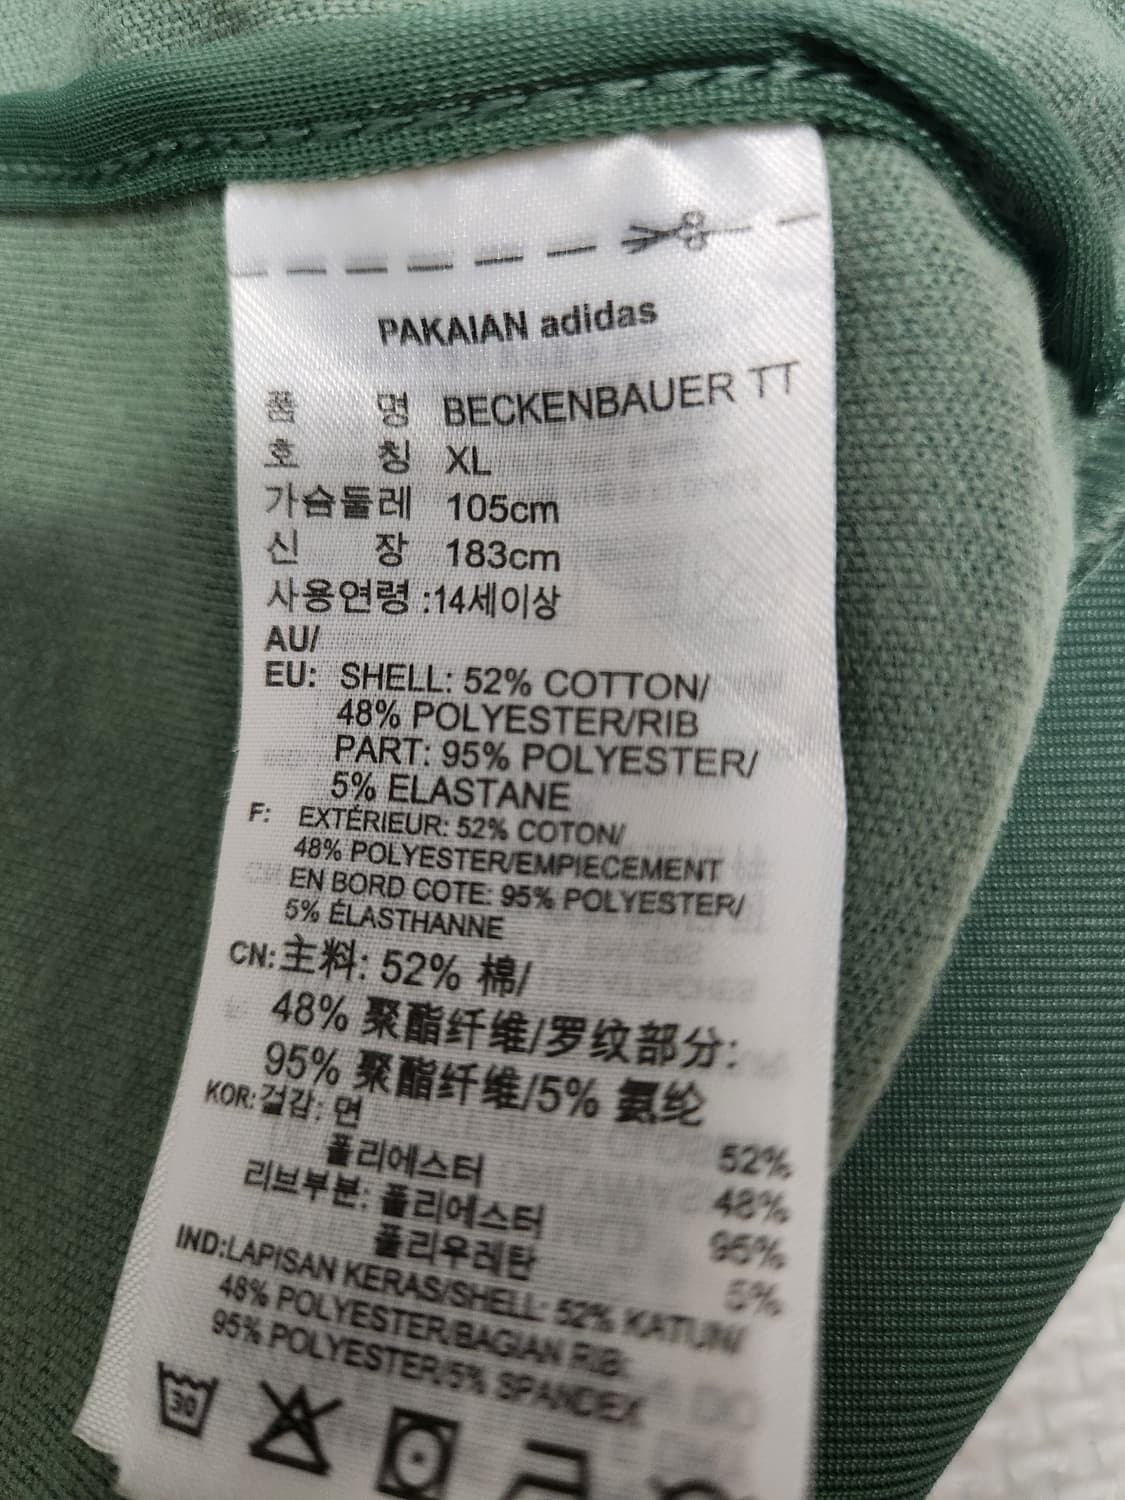 PAKAIAN adidas
품 명 BECKENBAUER TT
호 칭 XL
가슴둘레 105cm
신 장 183cm
사용연령 :14세이상
AU/
EU: SHELL: 52% COTTON/
48% POLYESTER/RIB
PART: 95% POLYESTER/
5% ELASTANE
F: EXTÉRIEUR: 52% COTON/
48% POLYESTER/EMPIECEMENT
EN BORD COTE: 95% POLYESTER/
5% ÉLASTHANNE
CN: 主料: 52% 棉/
48% 聚酯纤维/罗纹部分:
95% 聚酯纤维/5% 氨纶
KOR: 겉감: 면 52%
폴리에스터 48%
리브부분: 폴리에스터 95%
폴리우레탄 5%
IND:LAPISAN KERAS/SHELL: 52% KATUN/
48% POLYESTER/BAGIAN RIB:
95% POLYESTER/5% SPANDEX
30